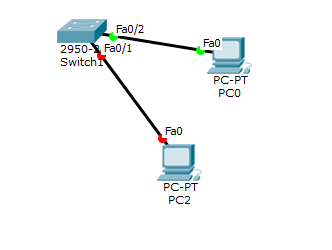 Fa0/2
2950-2
Fa0/1
Switch1
Fa0
PC-PT
PC0
Fa0
PC-PT
PC2